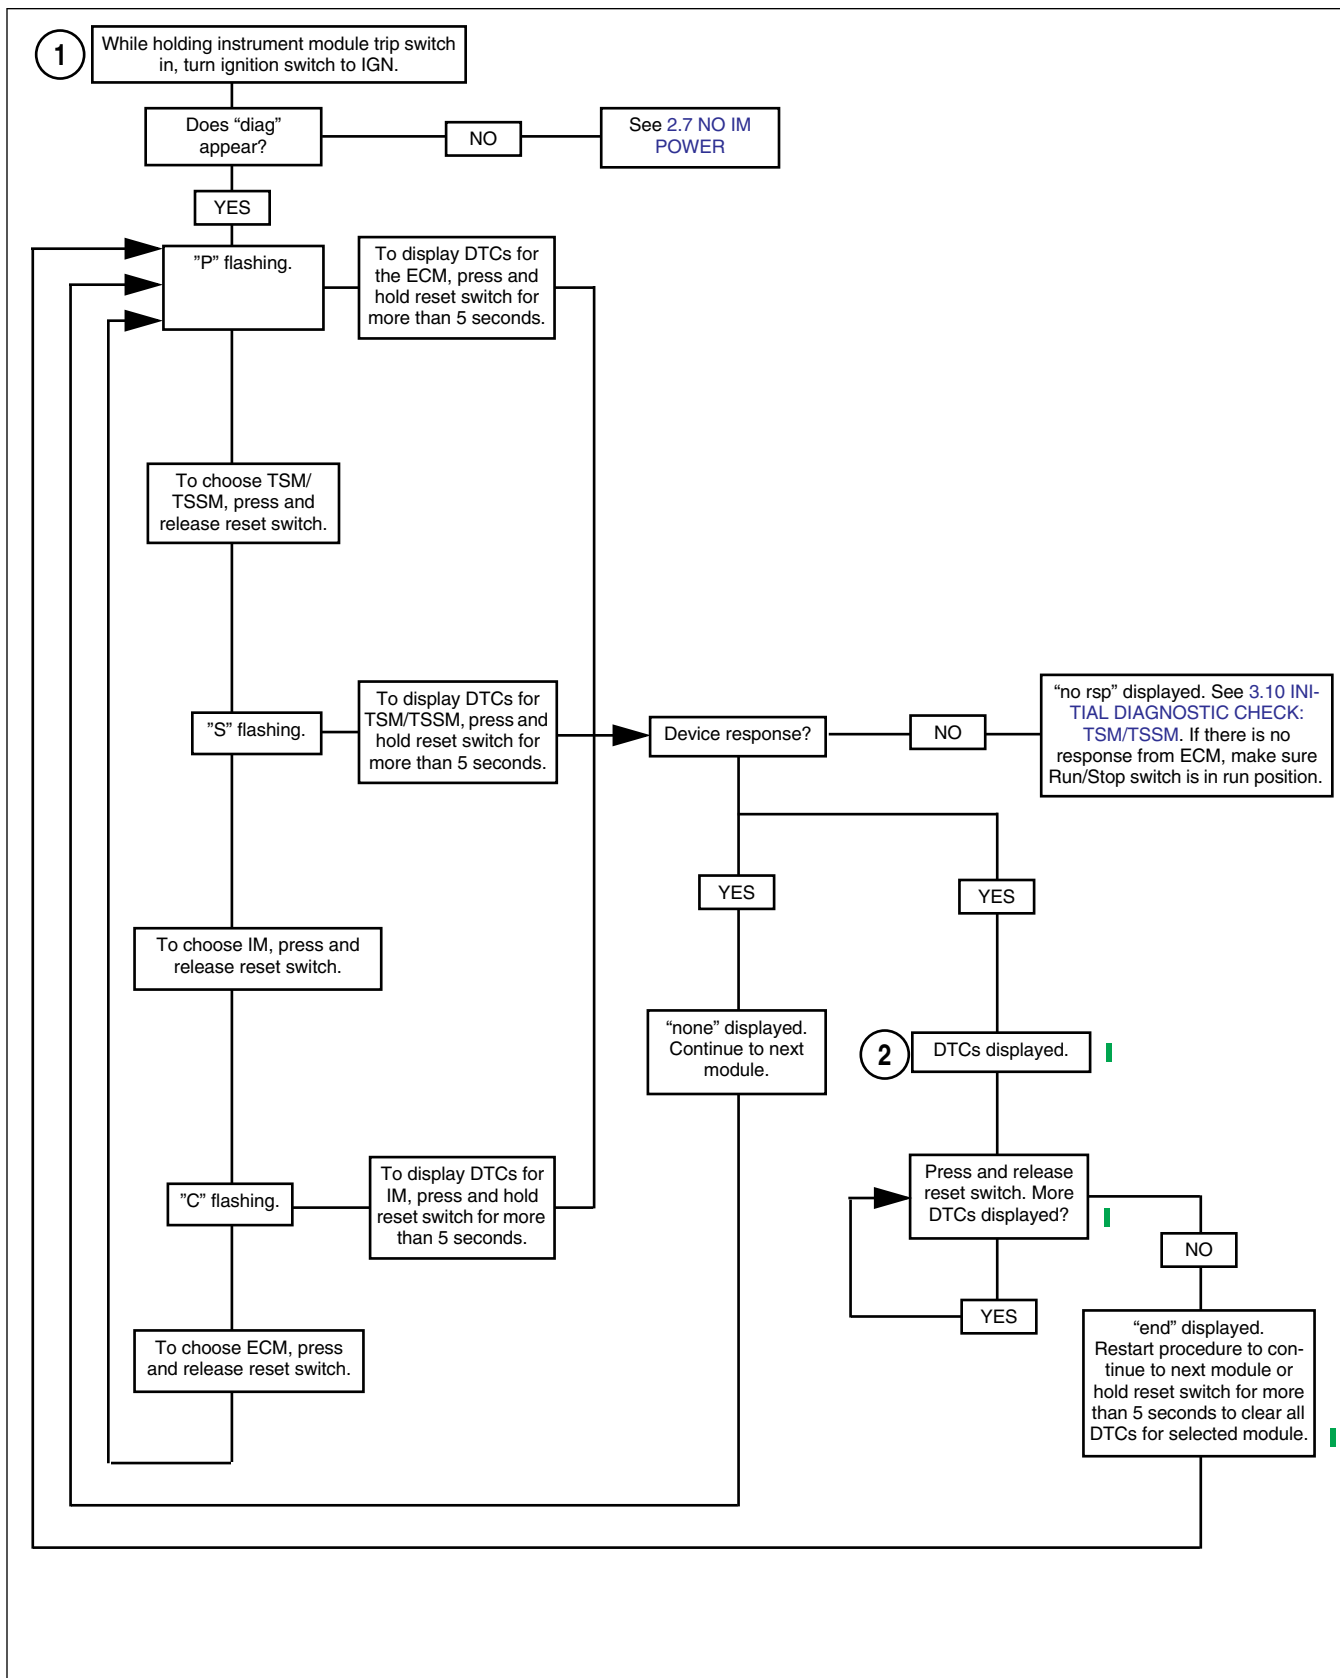 1
While holding instrument module trip switch
in, turn ignition switch to IGN.
Does “diag”
appear?
NO
See 2.7 NO IM
POWER
YES
”P” flashing.
To display DTCs for
the ECM, press and
hold reset switch for
more than 5 seconds.
To choose TSM/
TSSM, press and
release reset switch.
”S” flashing.
To display DTCs for
TSM/TSSM, press and
hold reset switch for
more than 5 seconds.
Device response?
NO
“no rsp” displayed. See 3.10 INI-
TIAL DIAGNOSTIC CHECK:
TSM/TSSM. If there is no
response from ECM, make sure
Run/Stop switch is in run position.
YES
YES
To choose IM, press and
release reset switch.
“none” displayed.
Continue to next
module.
2
DTCs displayed.
”C” flashing.
To display DTCs for
IM, press and hold
reset switch for more
than 5 seconds.
Press and release
reset switch. More
DTCs displayed?
NO
YES
To choose ECM, press
and release reset switch.
“end” displayed.
Restart procedure to con-
tinue to next module or
hold reset switch for more
than 5 seconds to clear all
DTCs for selected module.